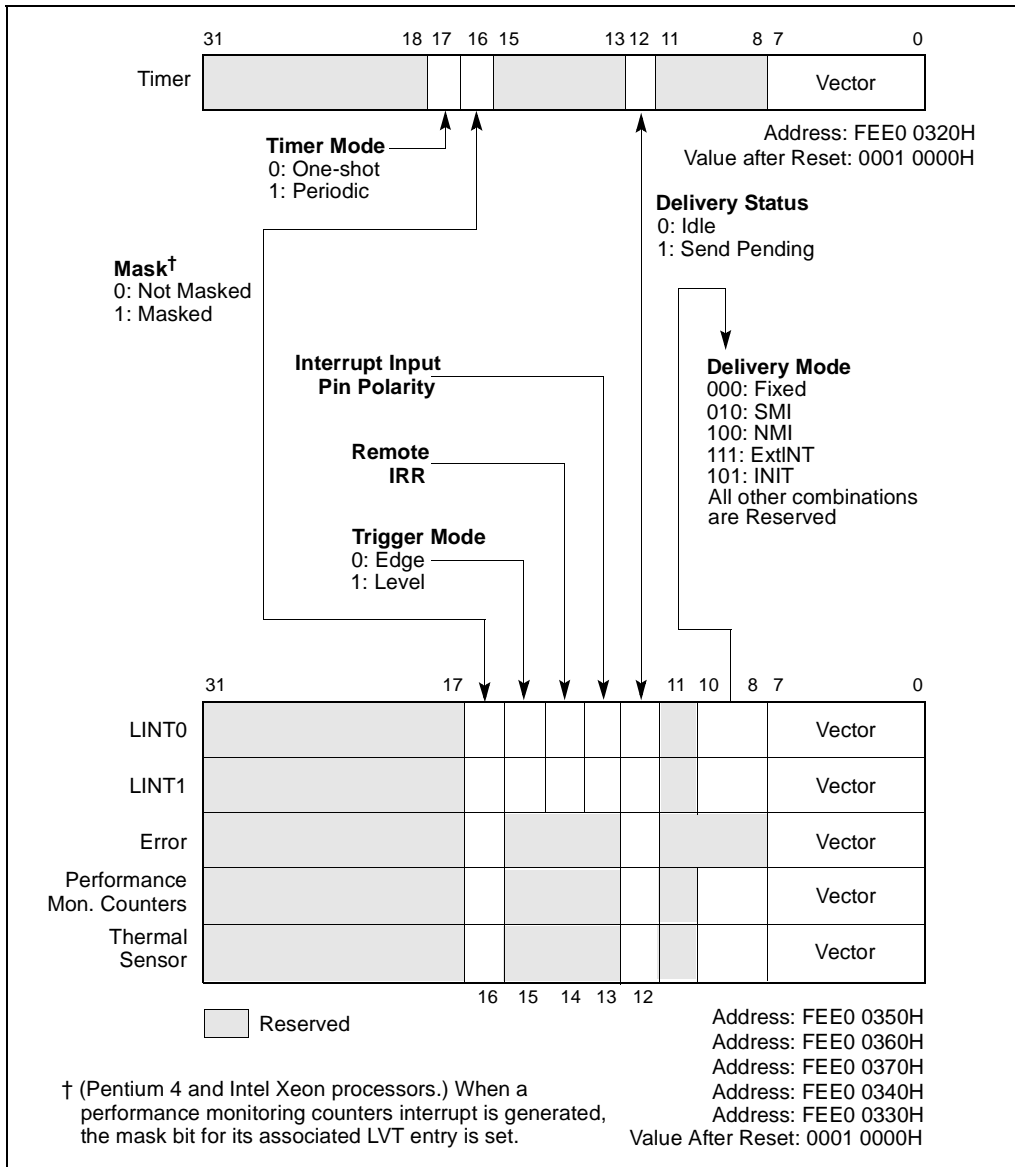 31 18 17 16 15 13 12 11 8 7 0
Timer
Vector
Address: FEE0 0320H
Value after Reset: 0001 0000H
Timer Mode
0: One-shot
1: Periodic
Delivery Status
0: Idle
1: Send Pending
Mask†
0: Not Masked
1: Masked
Interrupt Input
Pin Polarity
Delivery Mode
000: Fixed
010: SMI
100: NMI
111: ExtINT
101: INIT
All other combinations
are Reserved
Remote
IRR
Trigger Mode
0: Edge
1: Level
31 17 11 10 8 7 0
LINT0 Vector
LINT1 Vector
Error Vector
Performance
Mon. Counters
Vector
Thermal
Sensor
Vector
16 15 14 13 12
Reserved
Address: FEE0 0350H
Address: FEE0 0360H
Address: FEE0 0370H
Address: FEE0 0340H
Address: FEE0 0330H
Value After Reset: 0001 0000H
† (Pentium 4 and Intel Xeon processors.) When a
performance monitoring counters interrupt is generated,
the mask bit for its associated LVT entry is set.